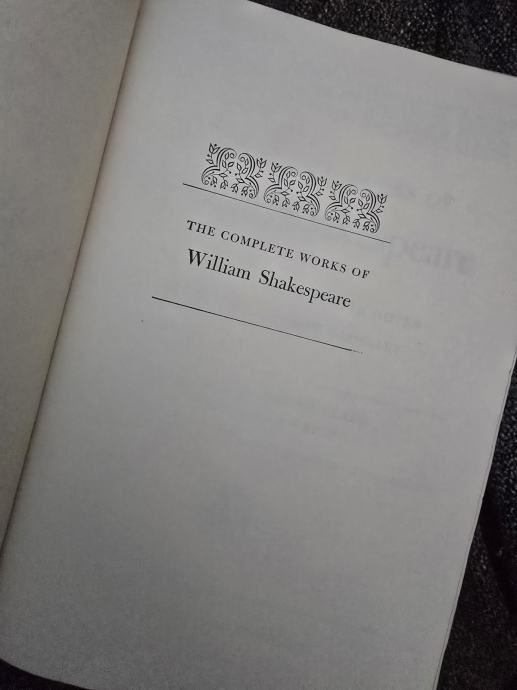 THE COMPLETE WORKS OF
William Shakespeare